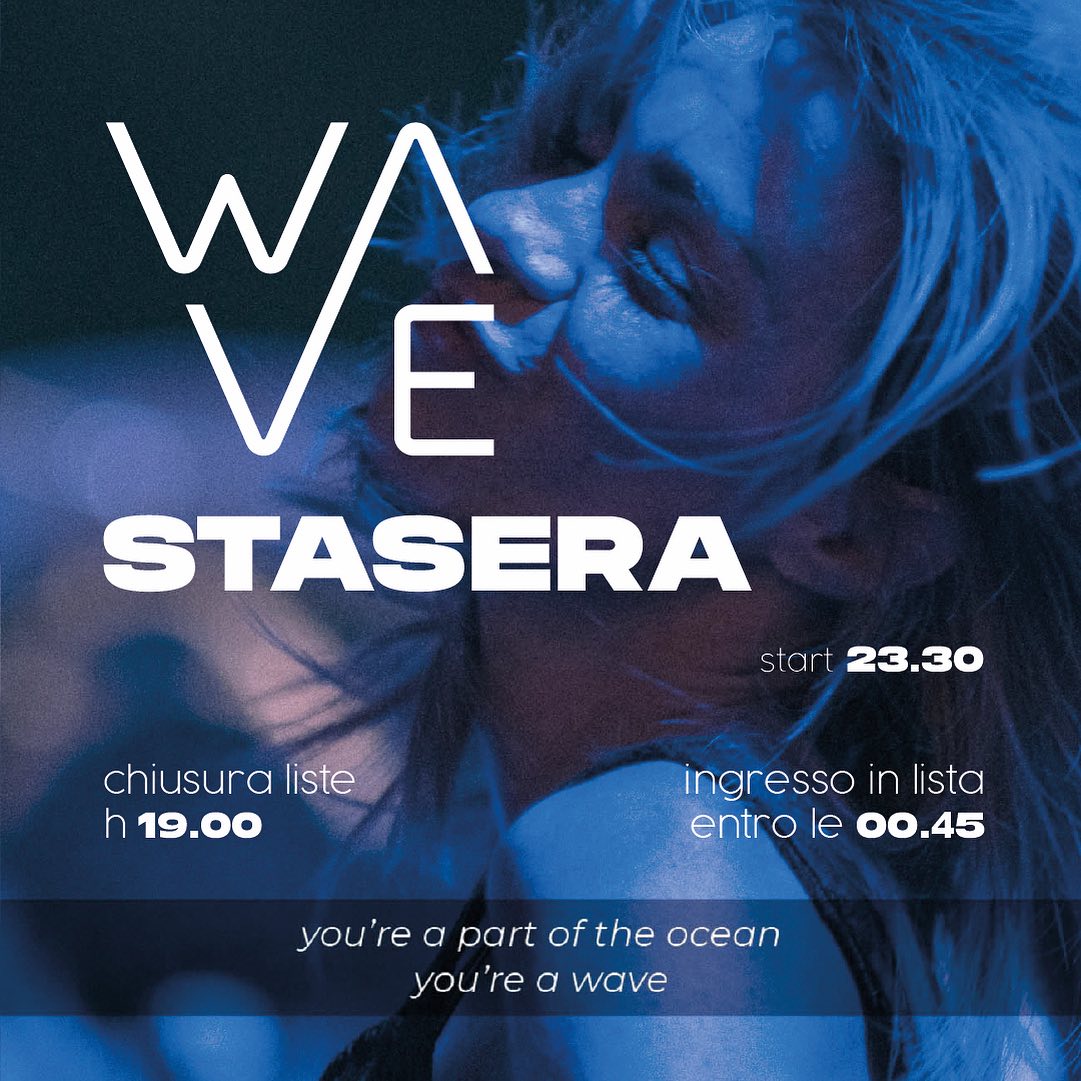 WA
VE
STASERA
start 23.30
chiusura liste
h 19.00
ingresso in lista
entro le 00.45
you're a part of the ocean
you're a wave